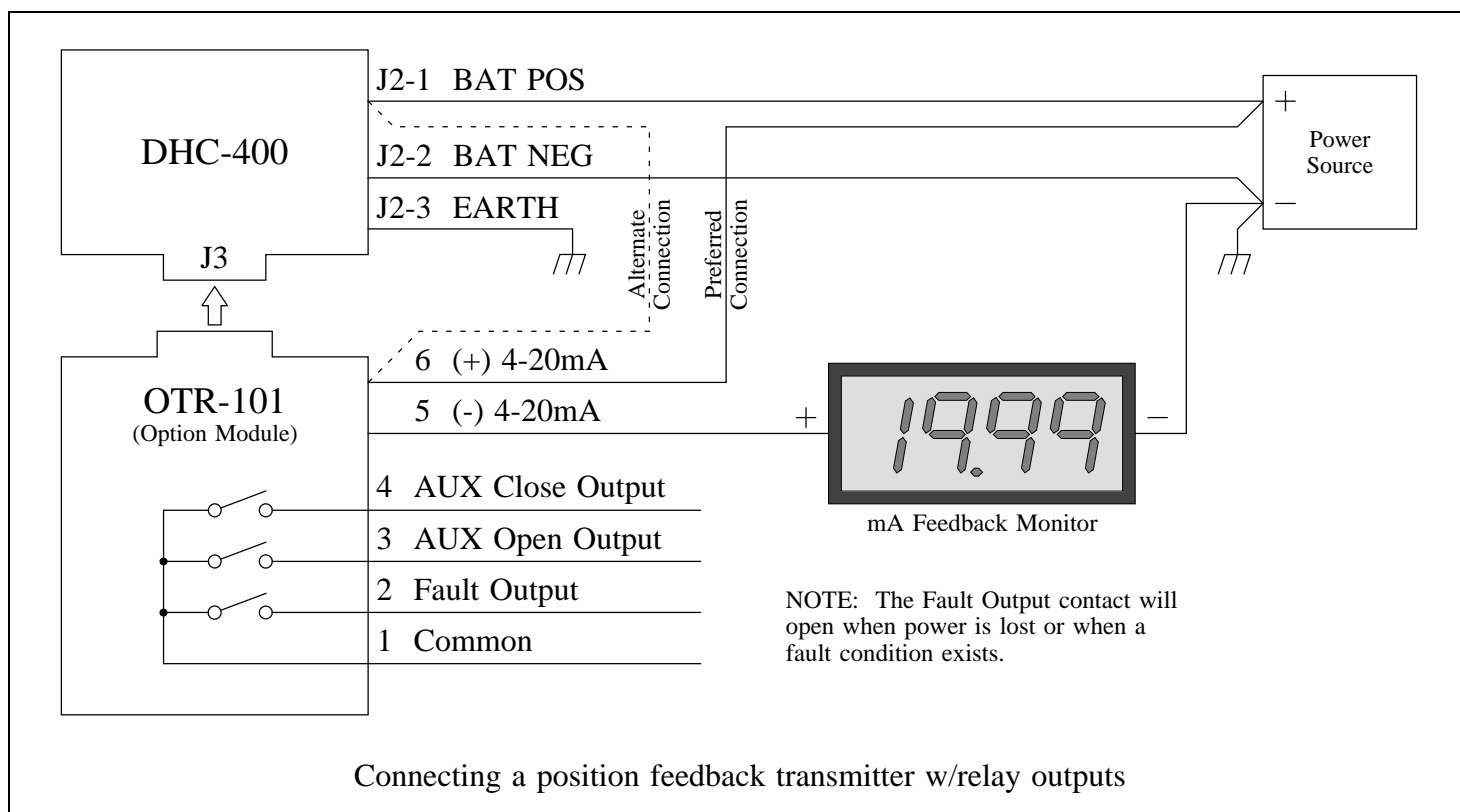 J2-1 BAT POS
DHC-400
J2-2 BAT NEG
J2-3 EARTH
J3
+
Power
Source
−
Alternate
Connection
Preferred
Connection
6 (+) 4-20mA
OTR-101
(Option Module)
5 (-) 4-20mA
+
19.99
−
mA Feedback Monitor
4 AUX Close Output
3 AUX Open Output
2 Fault Output
1 Common
NOTE: The Fault Output contact will
open when power is lost or when a
fault condition exists.
Connecting a position feedback transmitter w/relay outputs